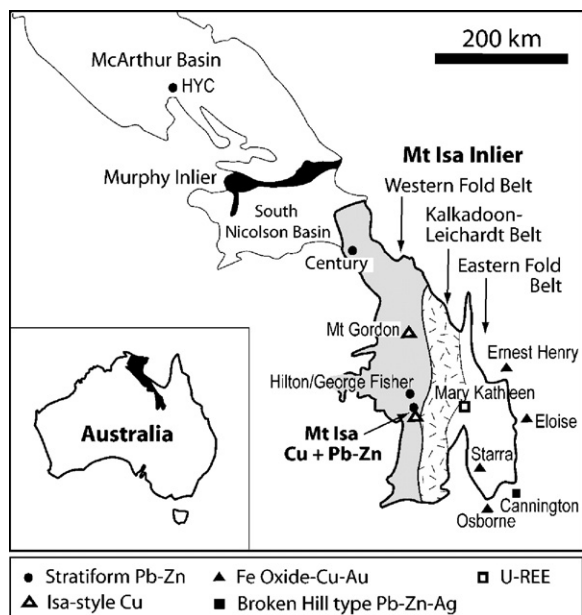 200 km
McArthur Basin
HYC
Mt Isa Inlier
Murphy Inlier
Western Fold Belt
South
Nicolson Basin
Kalkadoon-
Leichardt Belt
Century
Eastern Fold
Belt
Mt Gordon
Ernest Henry
Hilton/George Fisher
Mary Kathleen
Eloise
Mt Isa
Cu + Pb-Zn
Starra
Cannington
Osborne
Australia
Stratiform Pb-Zn
Fe Oxide-Cu-Au
U-REE
Isa-style Cu
Broken Hill type Pb-Zn-Ag